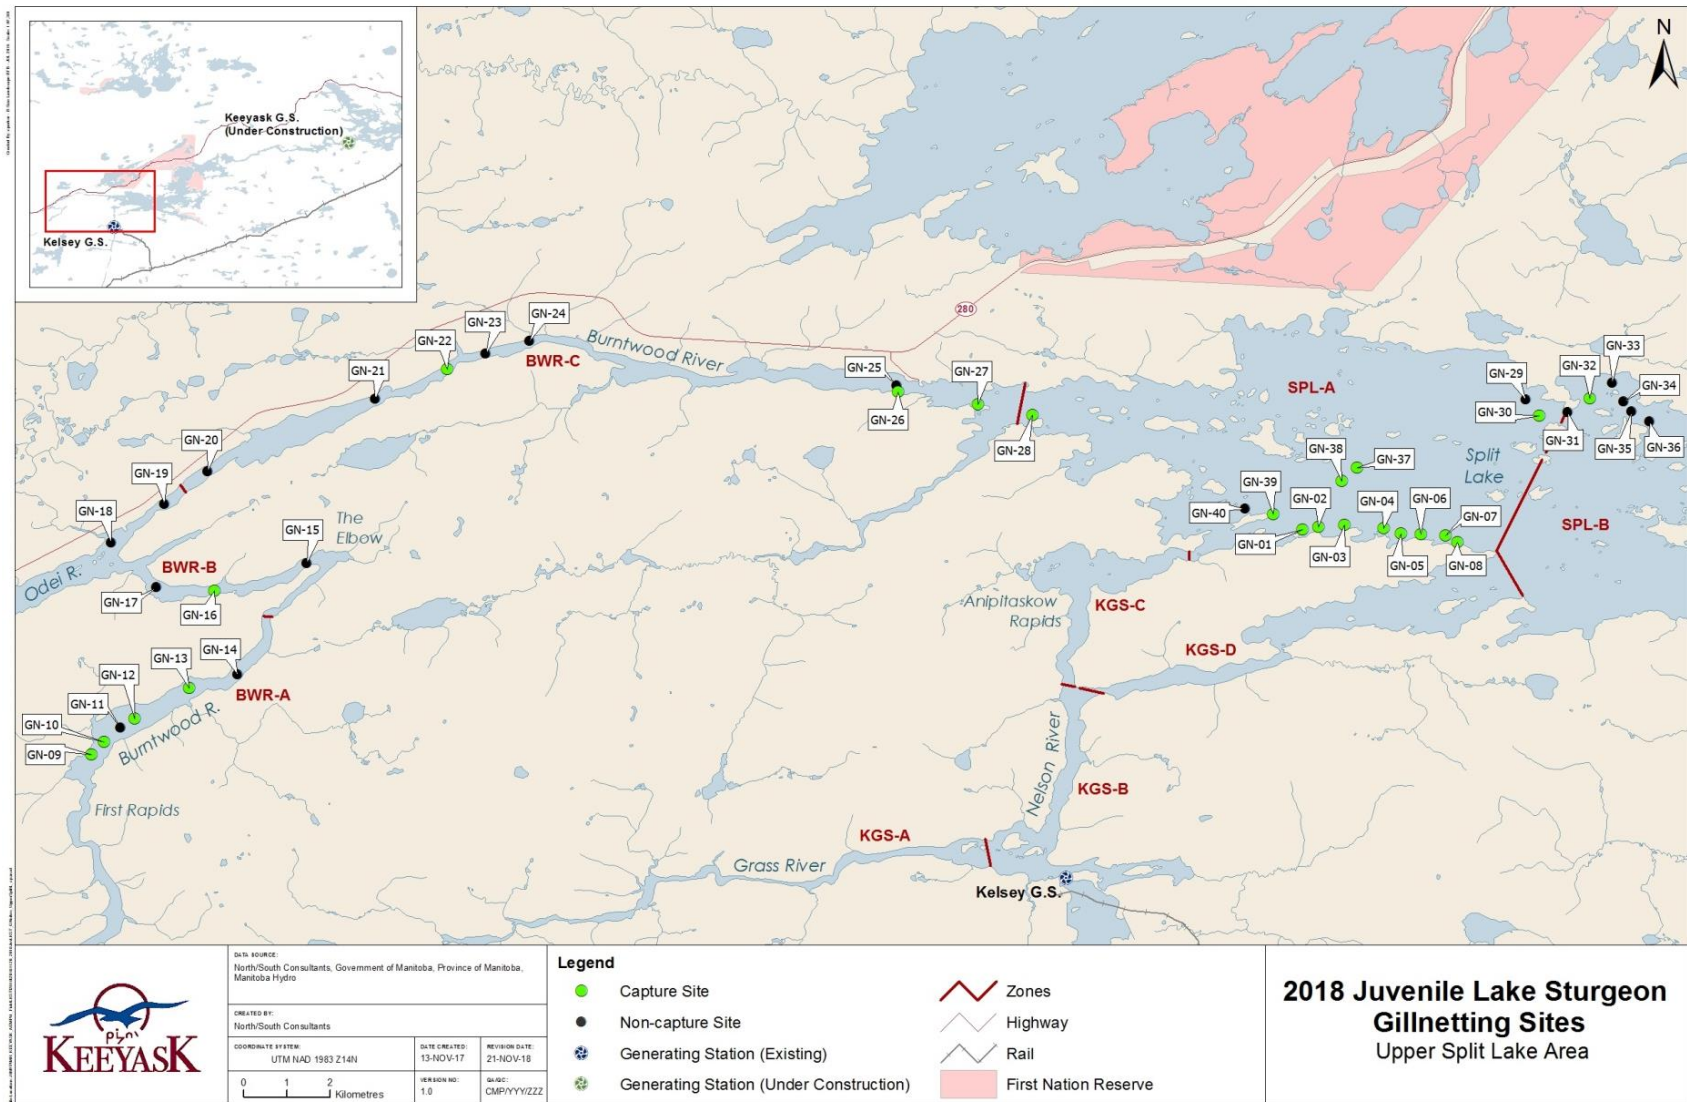 N
Keeyask G.S.
(Under Construction)
Kelsey G.S.
280
GN-24
GN-23
GN-22
Burntwood River
BWR-C
GN-21
GN-25
GN-26
GN-27
GN-28
SPL-A
GN-29
GN-30
GN-32
GN-33
GN-34
GN-31
GN-35
GN-36
GN-20
GN-19
GN-18
The
Elbow
GN-15
GN-38
GN-37
Split
Lake
GN-39
GN-40
GN-02
GN-04
GN-06
GN-07
GN-01
GN-03
GN-05
GN-08
SPL-B
Odei R.
BWR-B
GN-17
GN-16
Anipitaskow
Rapids
KGS-C
KGS-D
GN-14
GN-13
GN-12
GN-11
GN-10
GN-09
BWR-A
Burntwood R.
First Rapids
Nelson River
KGS-B
KGS-A
Grass River
Kelsey G.S.
KEEYASK
DATA SOURCE:
North/South Consultants, Government of Manitoba, Province of Manitoba,
Manitoba Hydro
CREATED BY:
North/South Consultants
COORDINATE SYSTEM:
UTM NAD 1983 Z14N
DATE CREATED:
13-NOV-17
REVISION DATE:
21-NOV-18
0 1 2
Kilometres
VERSION NO:
1.0
QA/QC:
CMP/YYY/ZZZ
Legend
Capture Site
Non-capture Site
Generating Station (Existing)
Generating Station (Under Construction)
Zones
Highway
Rail
First Nation Reserve
2018 Juvenile Lake Sturgeon
Gillnetting Sites
Upper Split Lake Area